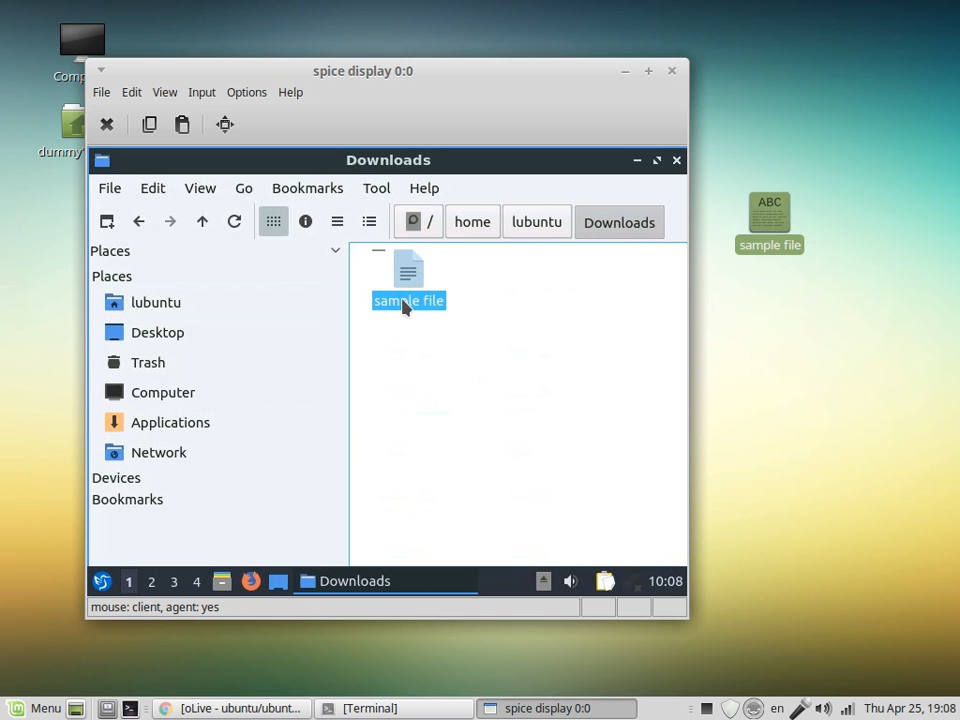 Comp
dummy
spice display 0:0
File Edit View Input Options Help
Downloads
File Edit View Go Bookmarks Tool Help
/ home lubuntu Downloads
Places
Places
lubuntu
Desktop
Trash
Computer
Applications
Network
Devices
Bookmarks
sample file
ABC
sample file
1 2 3 4 Downloads 10:08
mouse: client, agent: yes
Menu [oLive - ubuntu/ubunt... [Terminal] spice display 0:0 en Thu Apr 25, 19:08